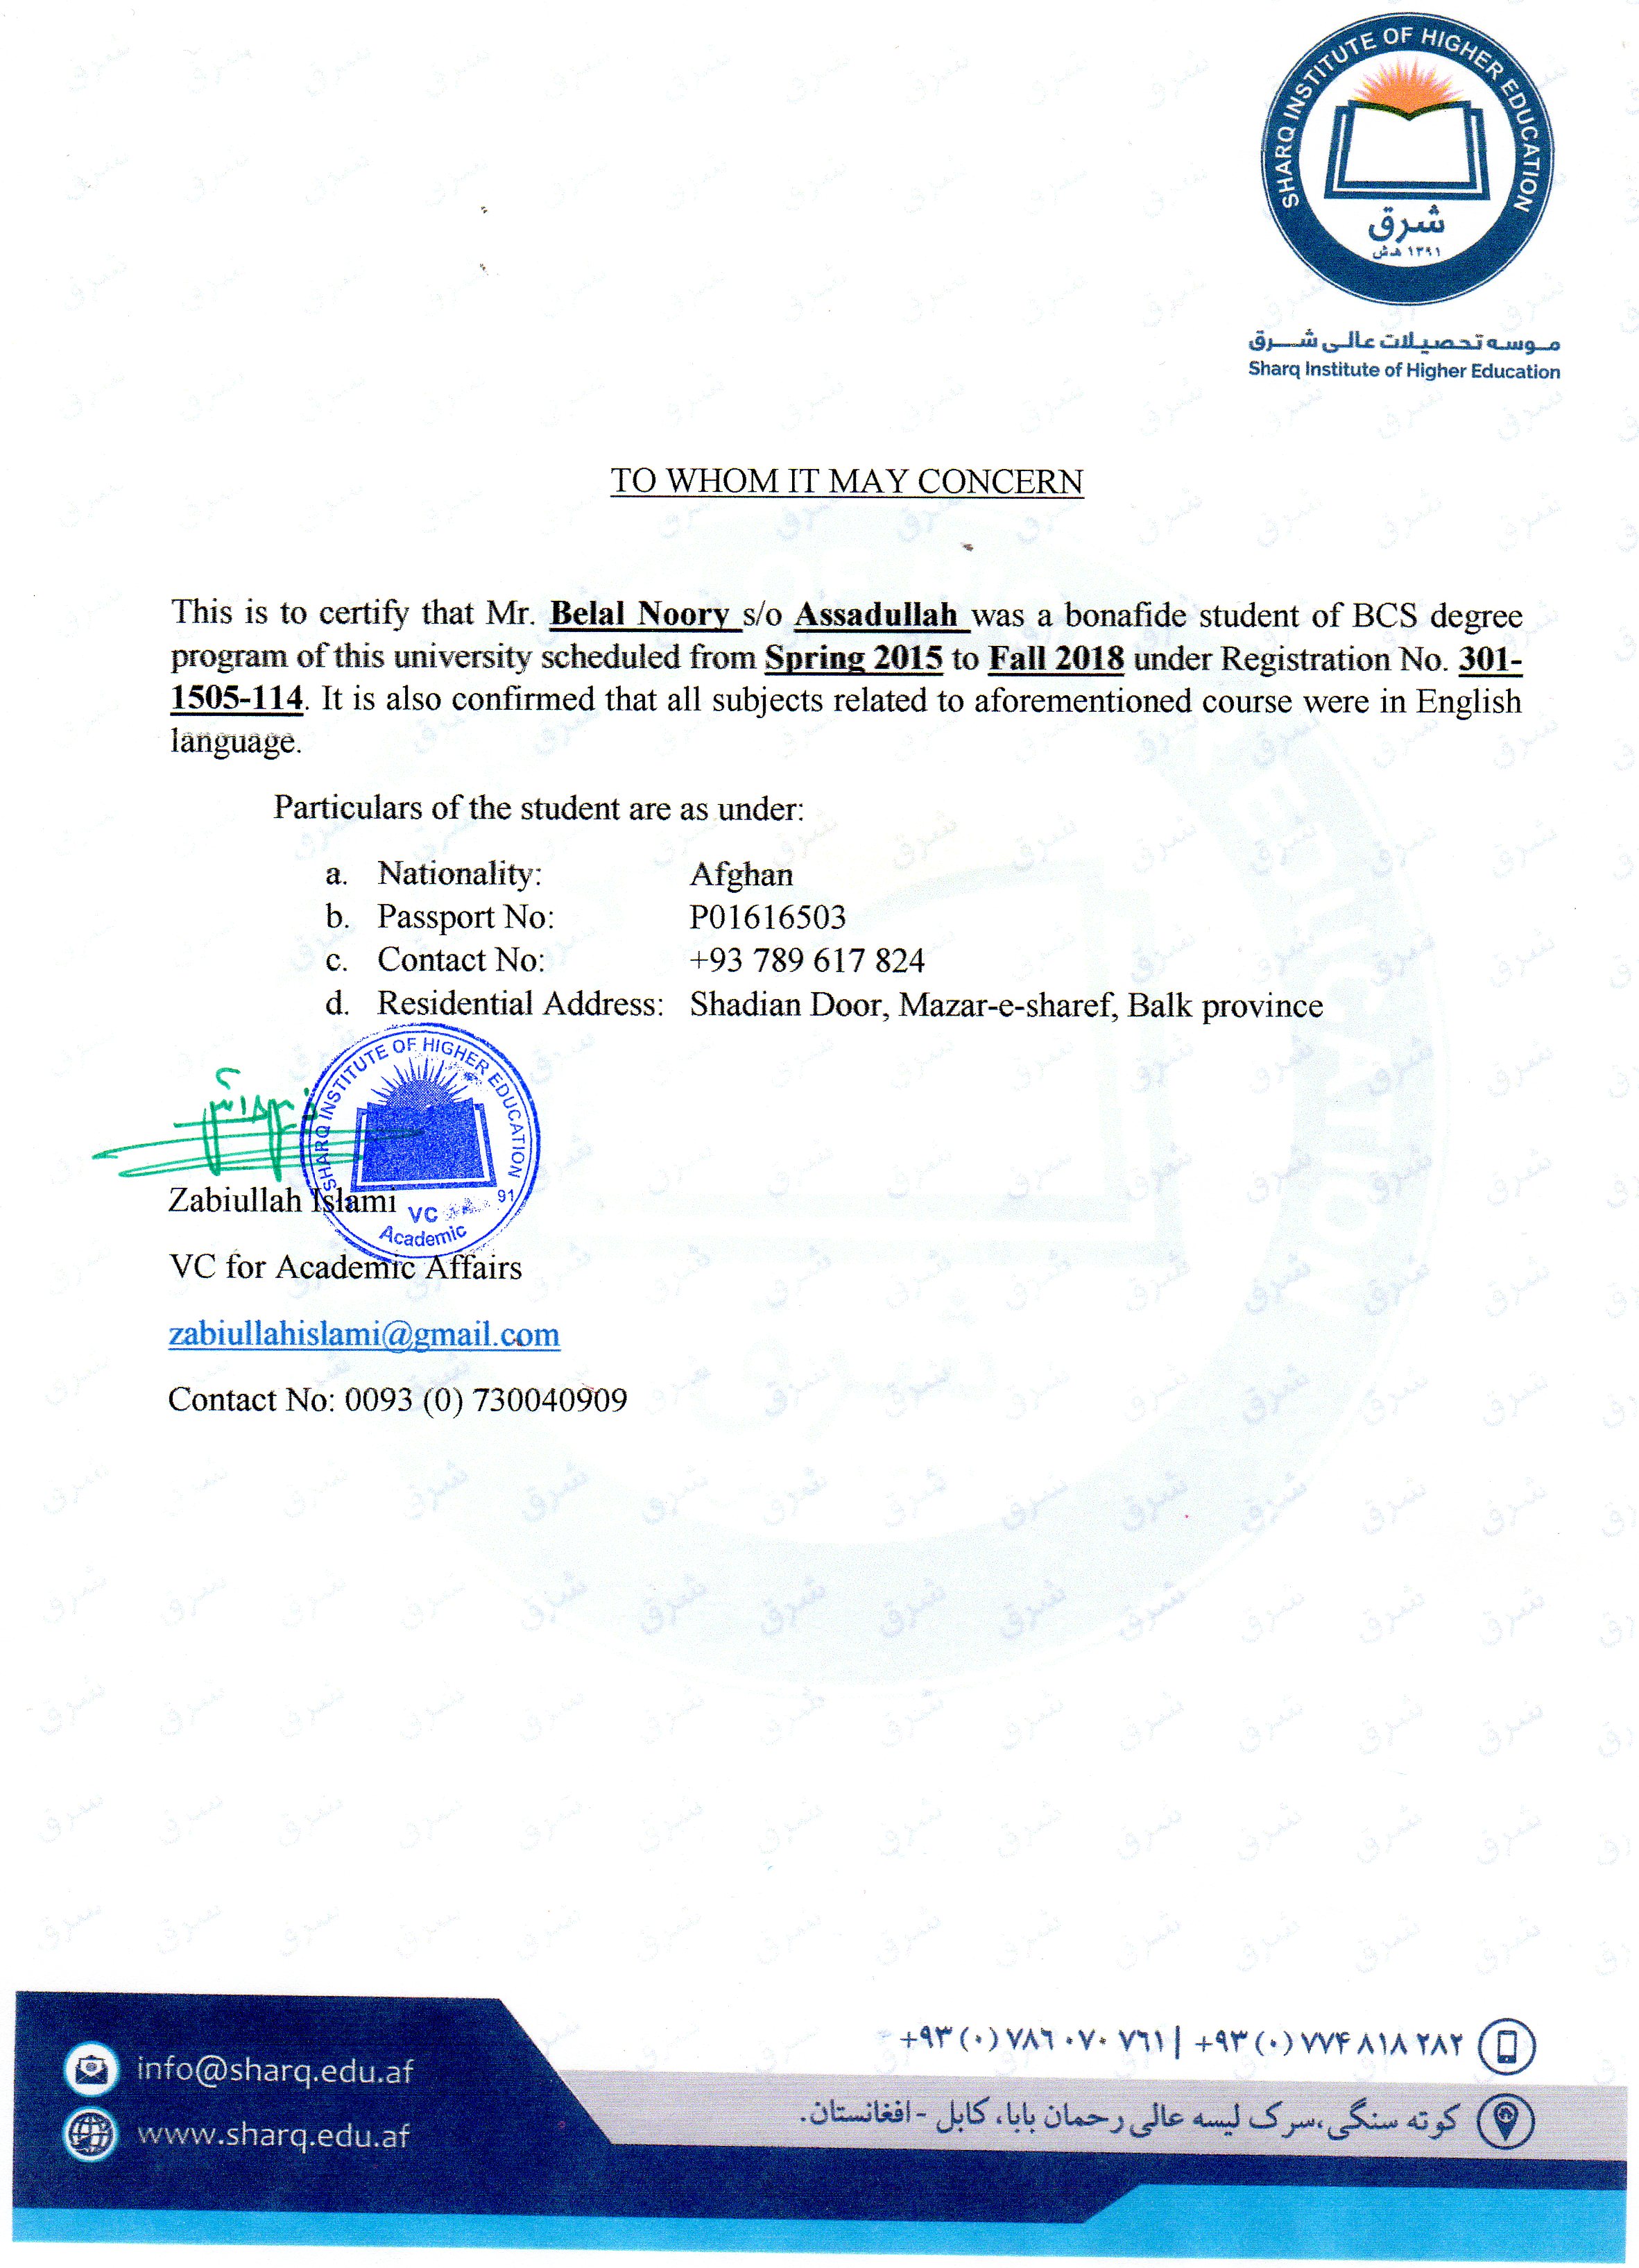 SHARQ INSTITUTE OF HIGHER EDUCATION
شرق
۱۳۹۱ هـ ش
موسه تحصیلات عالی شرق
Sharq Institute of Higher Education
TO WHOM IT MAY CONCERN
This is to certify that Mr. Belal Noory s/o Assadullah was a bonafide student of BCS degree
program of this university scheduled from Spring 2015 to Fall 2018 under Registration No. 301-
1505-114. It is also confirmed that all subjects related to aforementioned course were in English
language.
Particulars of the student are as under:
a. Nationality: Afghan
b. Passport No: P01616503
c. Contact No: +93 789 617 824
d. Residential Address: Shadian Door, Mazar-e-sharef, Balk province
SHARQ INSTITUTE OF HIGHER EDUCATION
91
VC
Academic
Zabiullah Islami
VC for Academic Affairs
zabiullahislami@gmail.com
Contact No: 0093 (0) 730040909
+۹۳ (۰) ۷۸۶ ۰۷۰ ۷۶۱ | +۹۳ (۰) ۷۷۴ ۸۱۸ ۲۸۲
info@sharq.edu.af
کوته سنگی،سرک لیسه عالی رحمان بابا، کابل - افغانستان.
www.sharq.edu.af